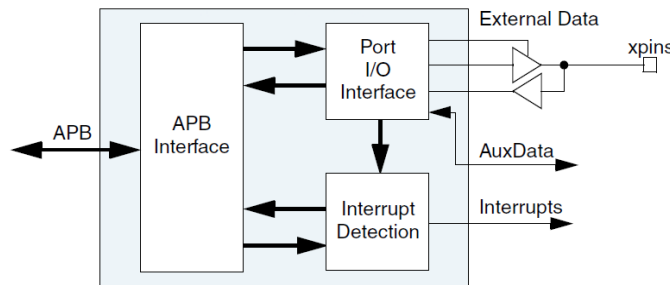 External Data
xpins
Port
I/O
Interface
APB
APB
Interface
AuxData
Interrupt
Detection
Interrupts